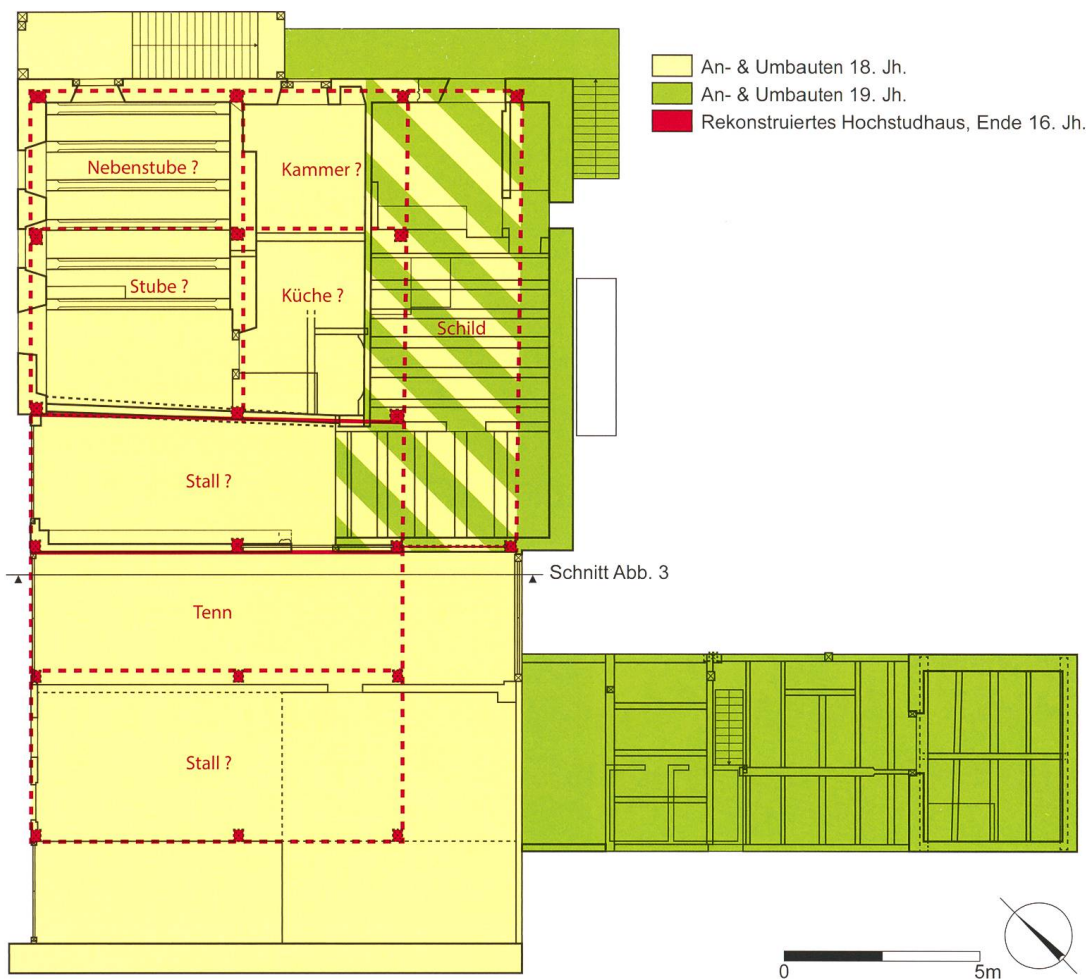 An- & Umbauten 18. Jh.
An- & Umbauten 19. Jh.
Rekonstruiertes Hochstudhaus, Ende 16. Jh.
Nebenstube ?
Kammer ?
Stube ?
Küche ?
Schild
Stall ?
Schnitt Abb. 3
Tenn
Stall ?
0
5m